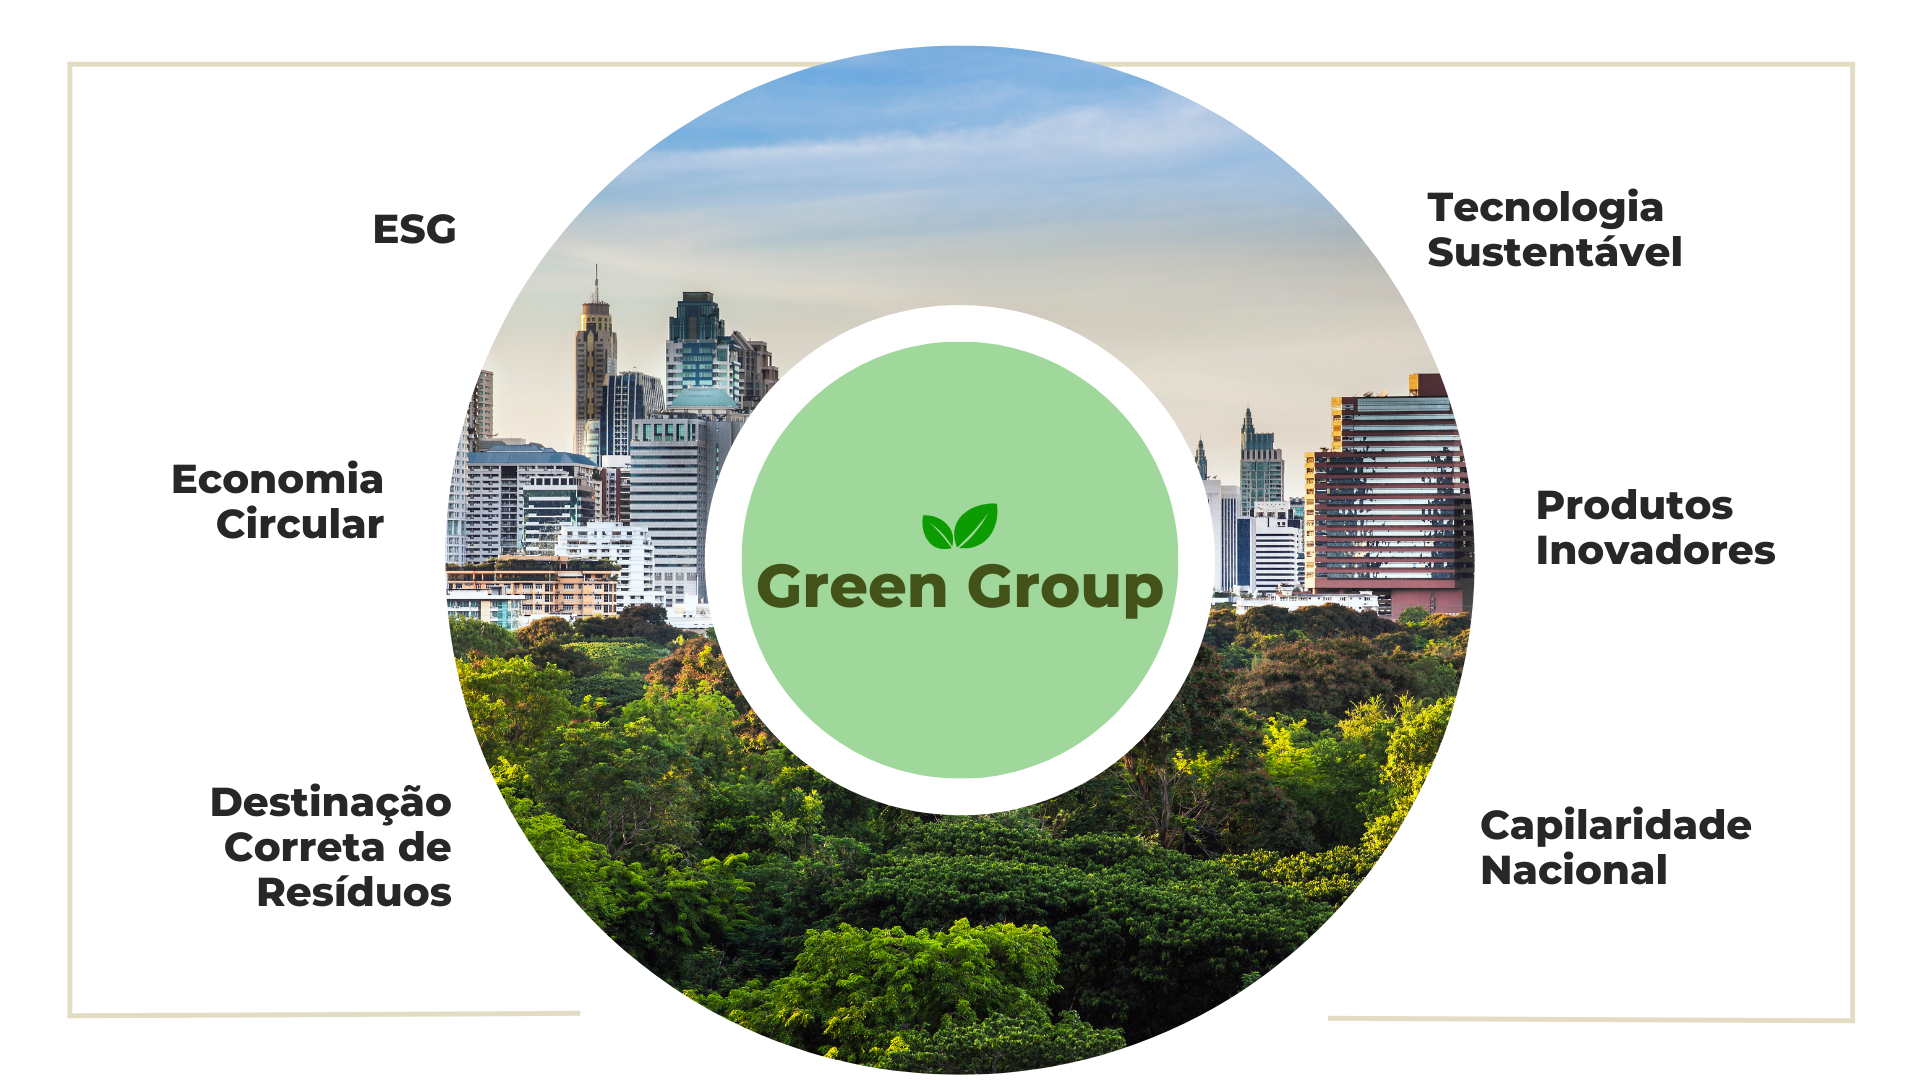 ESG
Economia
Circular
Destinação
Correta de
Resíduos
Green Group
Tecnologia
Sustentável
Produtos
Inovadores
Capilaridade
Nacional